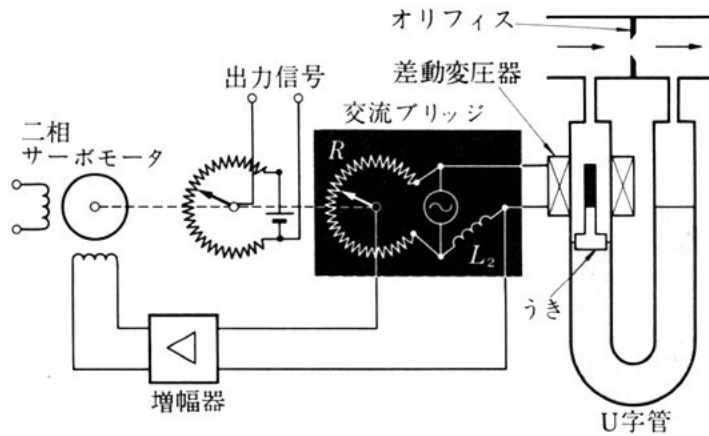 オリフィス
差動変圧器
出力信号
交流ブリッジ
二相
サーボモータ
R
L₂
うき
増幅器
U字管